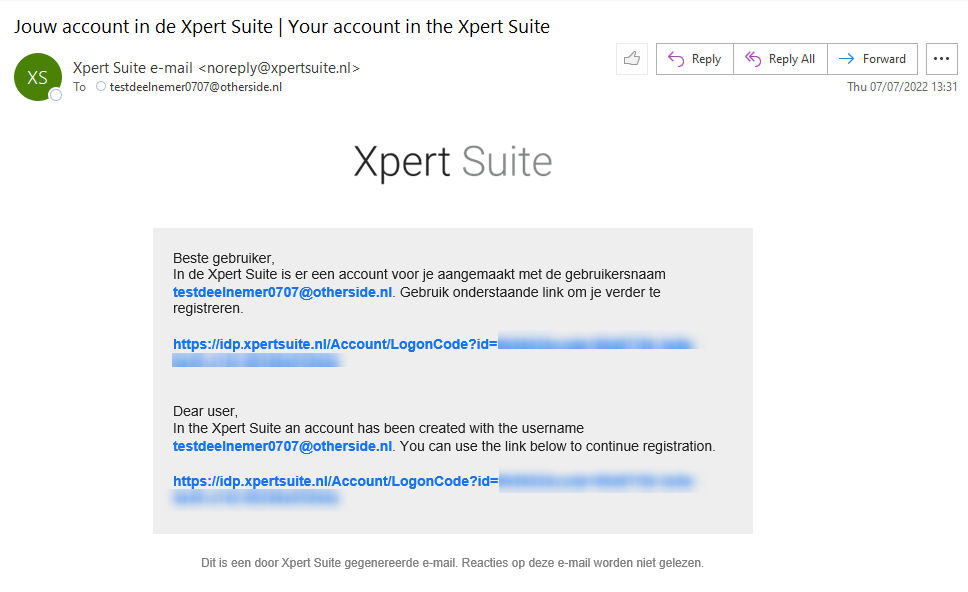 Jouw account in de Xpert Suite | Your account in the Xpert Suite
XS
Xpert Suite e-mail <noreply@xpertsuite.nl>
To testdeelnemer0707@otherside.nl
Reply
Reply All
Forward
Thu 07/07/2022 13:31
Xpert Suite
Beste gebruiker,
In de Xpert Suite is er een account voor je aangemaakt met de gebruikersnaam
testdeelnemer0707@otherside.nl. Gebruik onderstaande link om je verder te
registreren.
https://idp.xpertsuite.nl/Account/LogonCode?id=
Dear user,
In the Xpert Suite an account has been created with the username
testdeelnemer0707@otherside.nl. You can use the link below to continue registration.
https://idp.xpertsuite.nl/Account/LogonCode?id=
Dit is een door Xpert Suite gegenereerde e-mail. Reacties op deze e-mail worden niet gelezen.